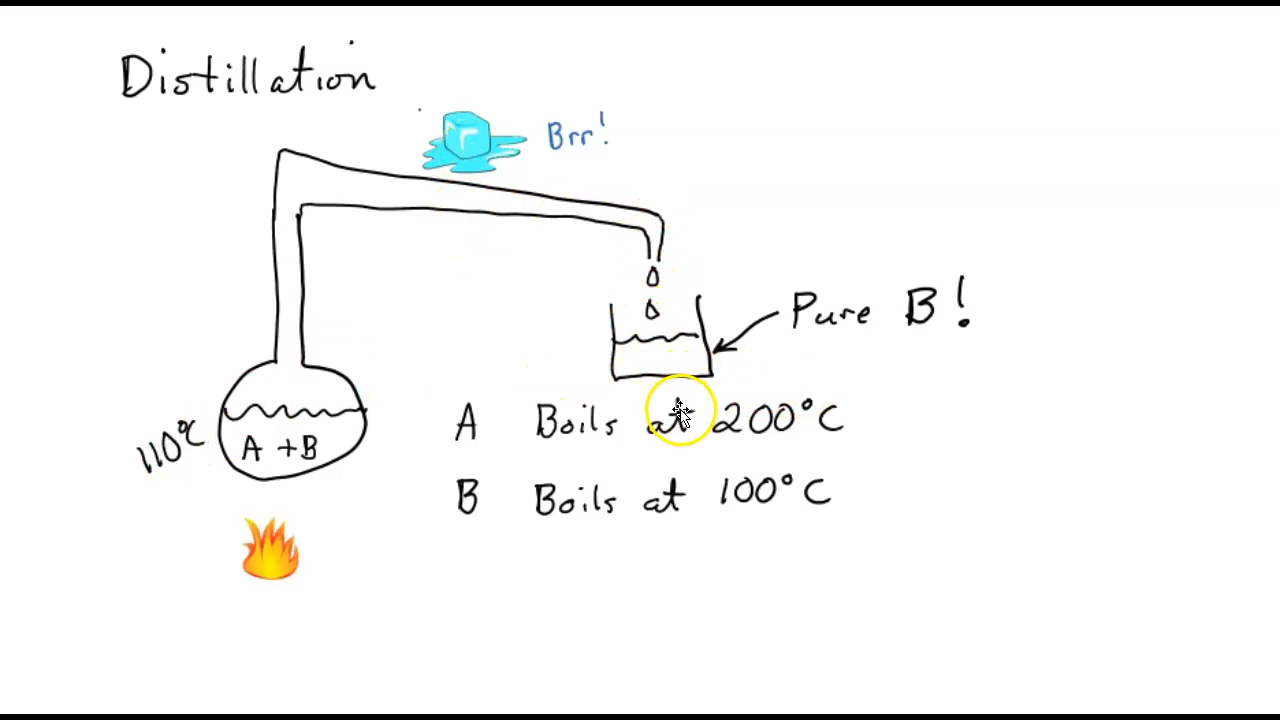 Distillation
Brr!
Pure B!
110°C
A + B
A Boils at 200°C
B Boils at 100°C